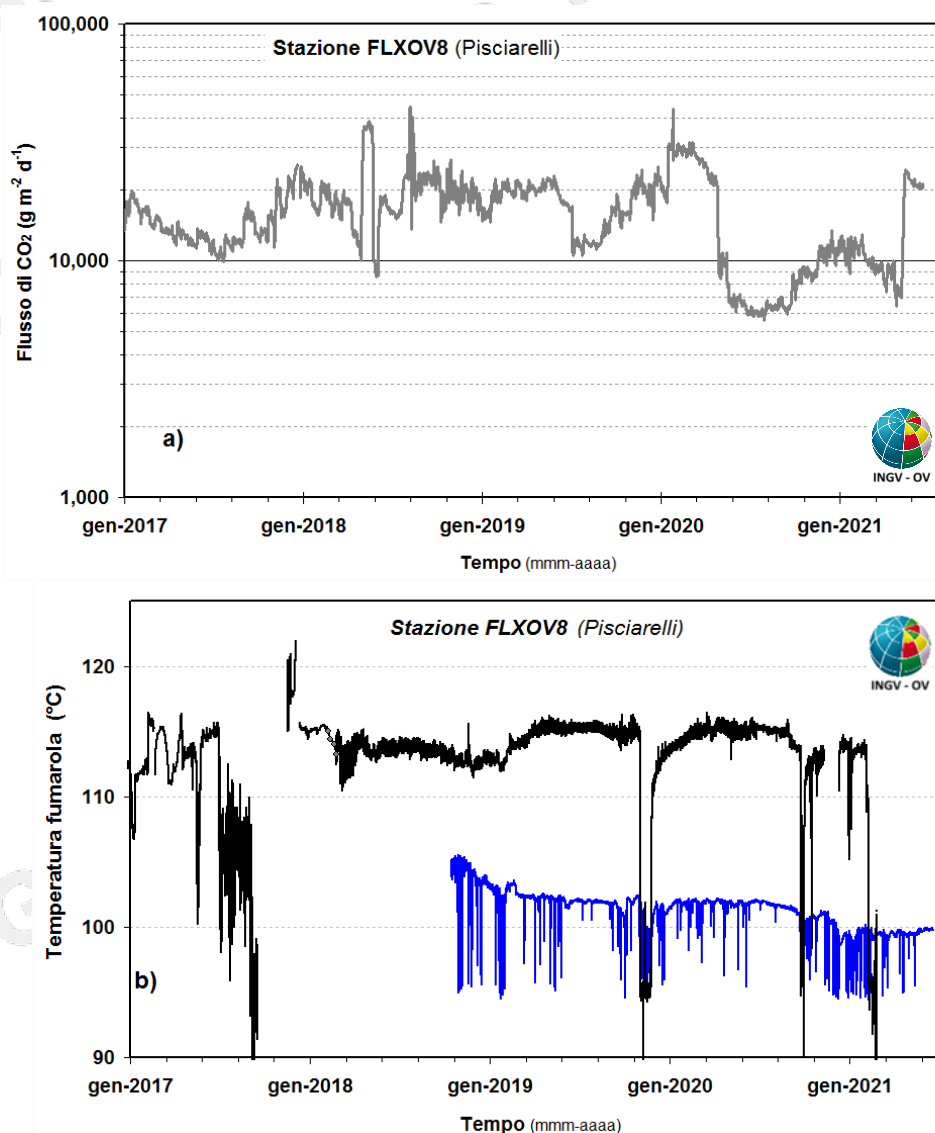 Stazione FLXOV8 (Pisciarelli)
100,000
10,000
1,000
Flusso di CO₂ (g m⁻² d⁻¹)
a)
INGV - OV
gen-2017 gen-2018 gen-2019 gen-2020 gen-2021
Tempo (mmm-aaaa)
Stazione FLXOV8 (Pisciarelli)
INGV - OV
120
110
100
90
Temperatura fumarola (°C)
b)
gen-2017 gen-2018 gen-2019 gen-2020 gen-2021
Tempo (mmm-aaaa)